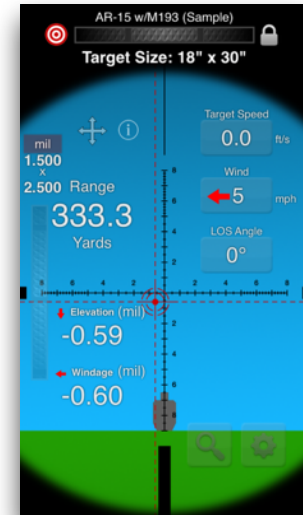 AR-15 w/M193 (Sample)
Target Size: 18" x 30"
Target Speed
0.0 ft/s
mil
1.500
x
2.500
Range
333.3
Yards
Wind
5 mph
LOS Angle
0°
8
6
4
2
8 6 4 2 2 4 6 8
2
4
6
8
Elevation (mil)
-0.59
Windage (mil)
-0.60